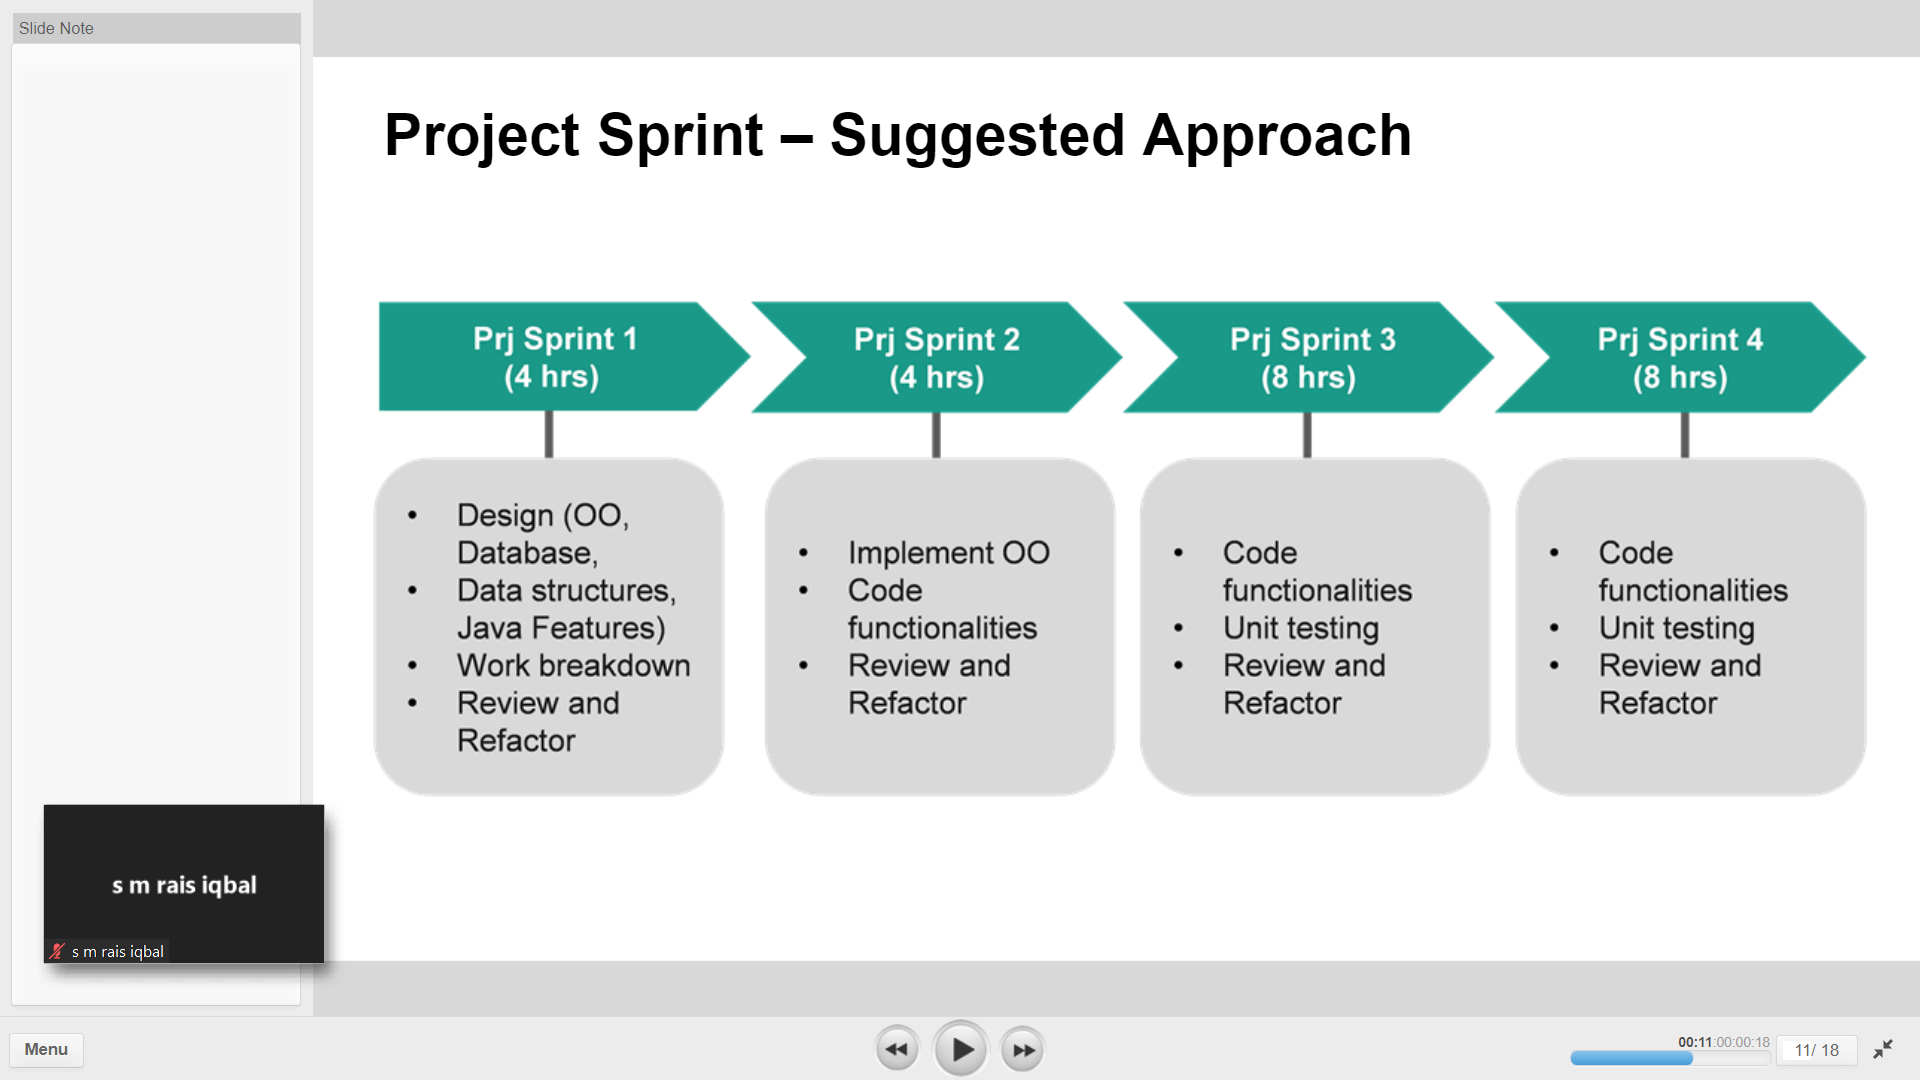 Slide Note
Project Sprint – Suggested Approach
Prj Sprint 1
(4 hrs)
Prj Sprint 2
(4 hrs)
Prj Sprint 3
(8 hrs)
Prj Sprint 4
(8 hrs)
• Design (OO,
Database,
• Data structures,
Java Features)
• Work breakdown
• Review and
Refactor
• Implement OO
• Code
functionalities
• Review and
Refactor
• Code
functionalities
• Unit testing
• Review and
Refactor
• Code
functionalities
• Unit testing
• Review and
Refactor
s m rais iqbal
s m rais iqbal
Menu
00:11:00:00:18
11/ 18